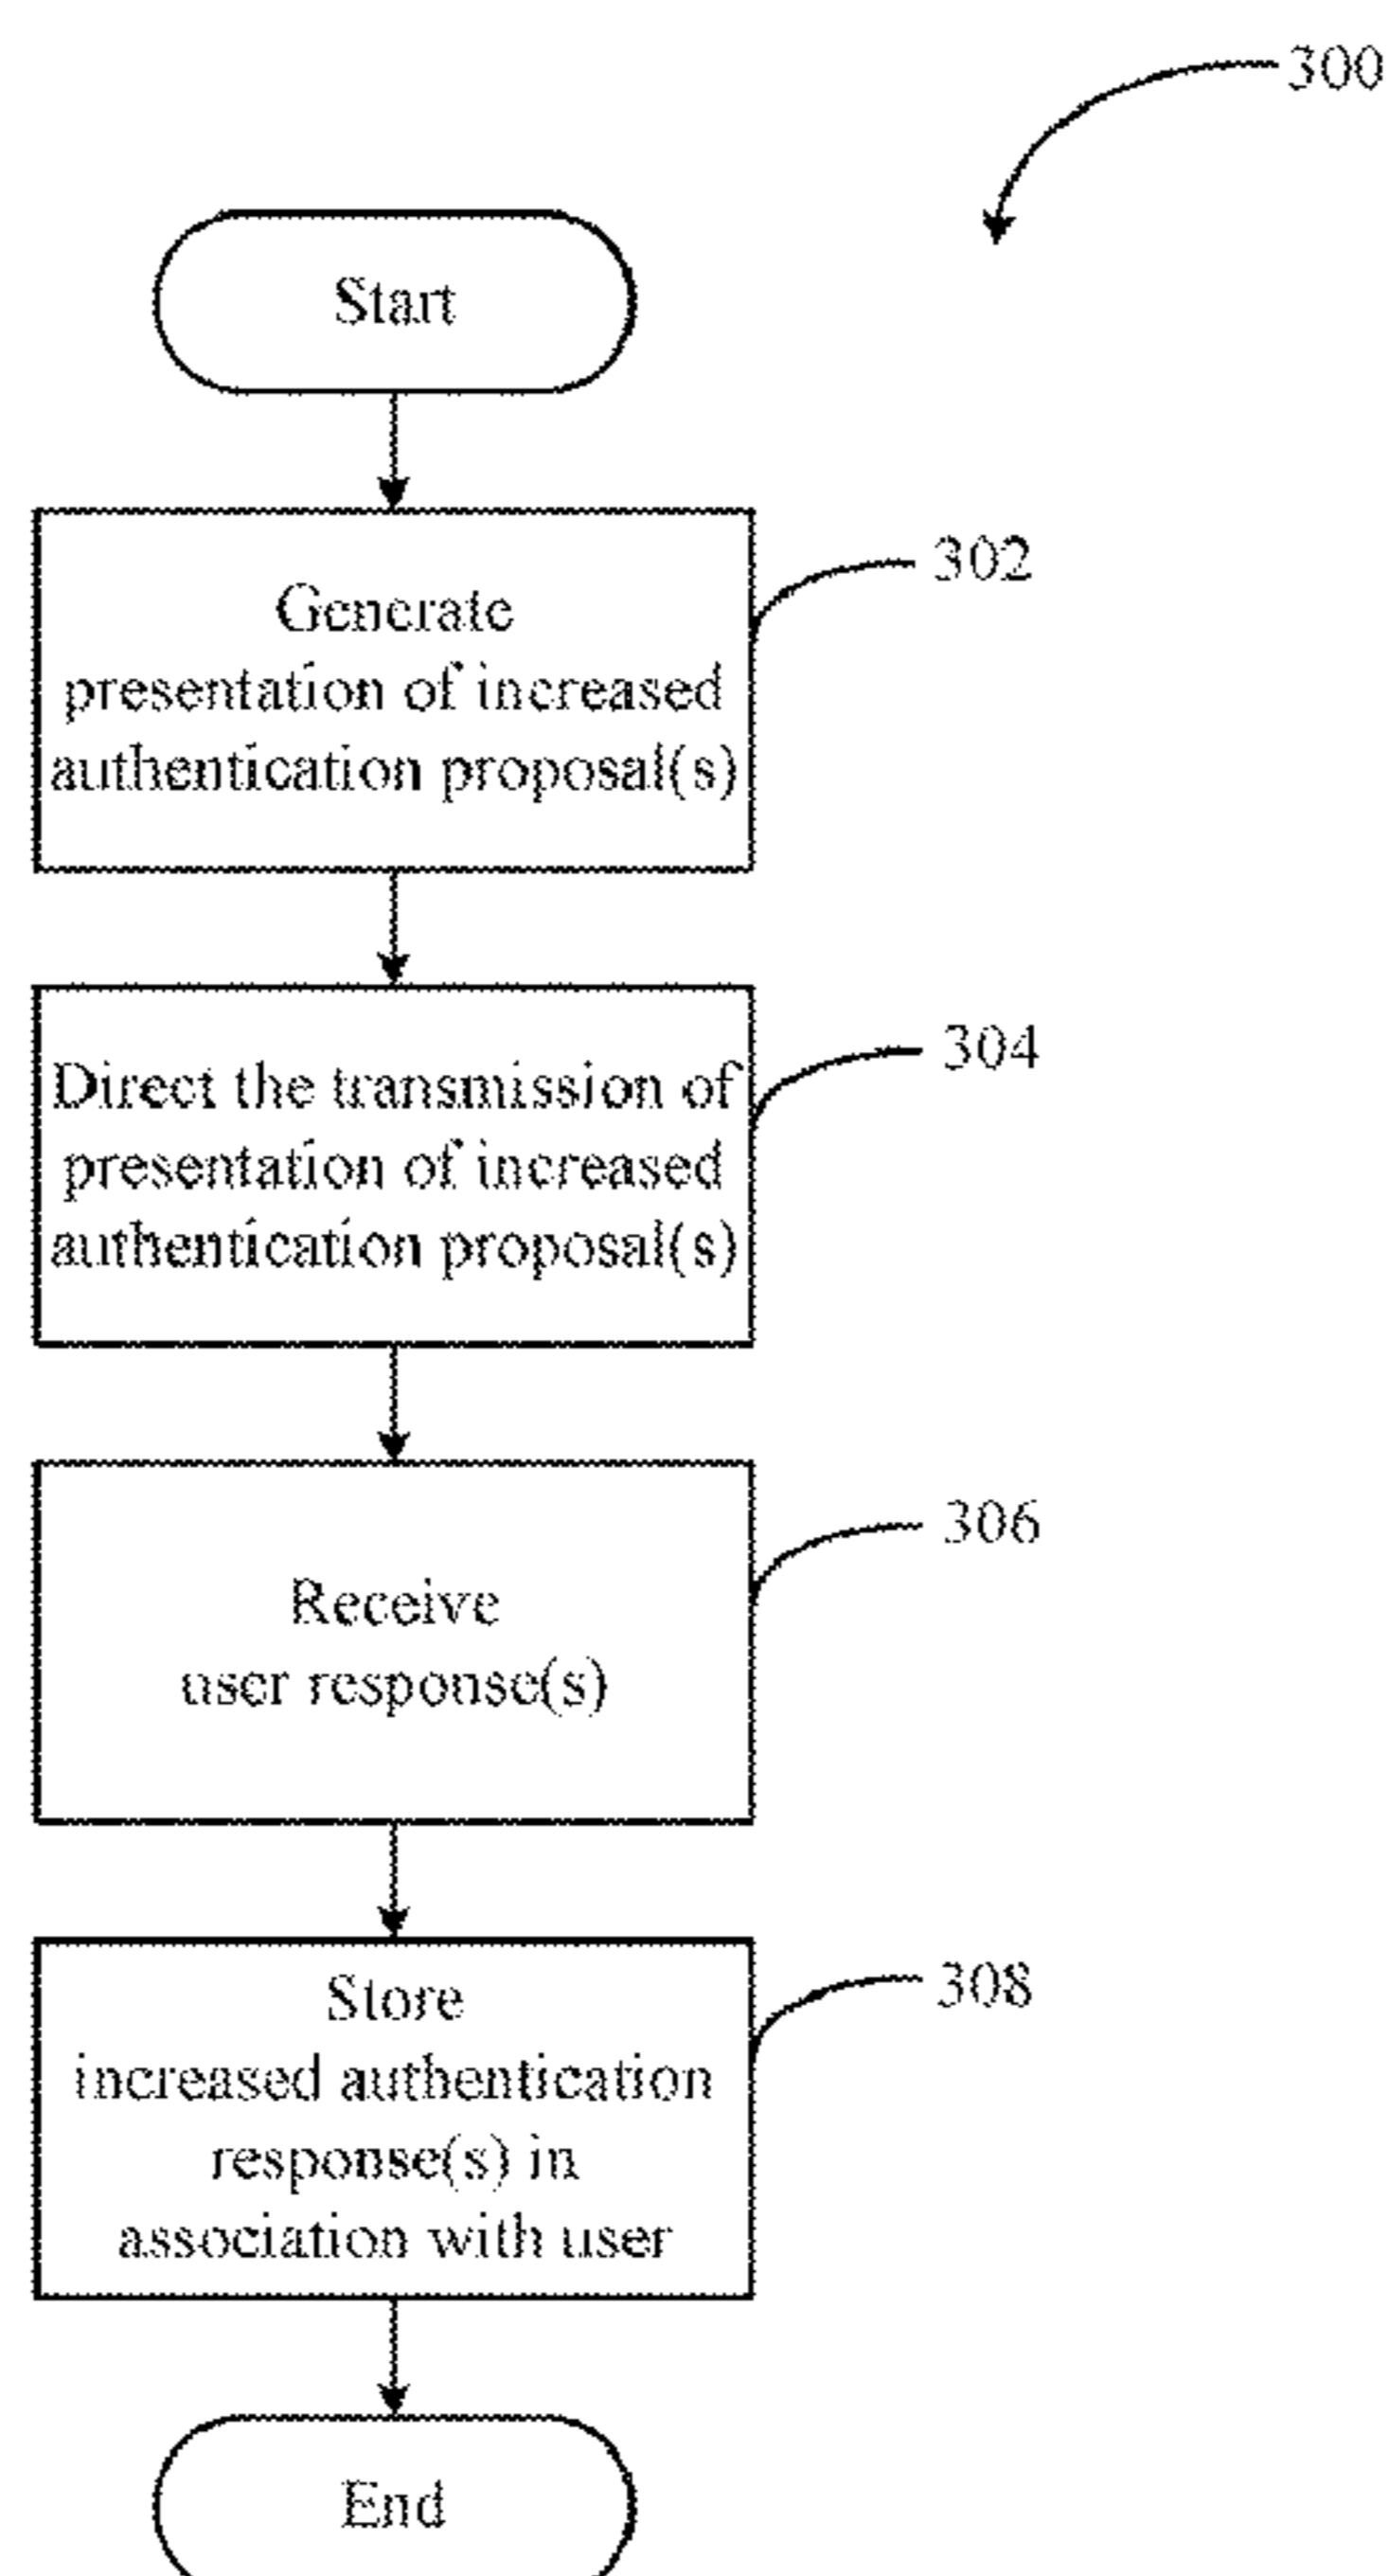 300
Start
302
Generate
presentation of increased
authentication proposal(s)
304
Direct the transmission of
presentation of increased
authentication proposal(s)
306
Receive
user response(s)
308
Store
increased authentication
response(s) in
association with user
End